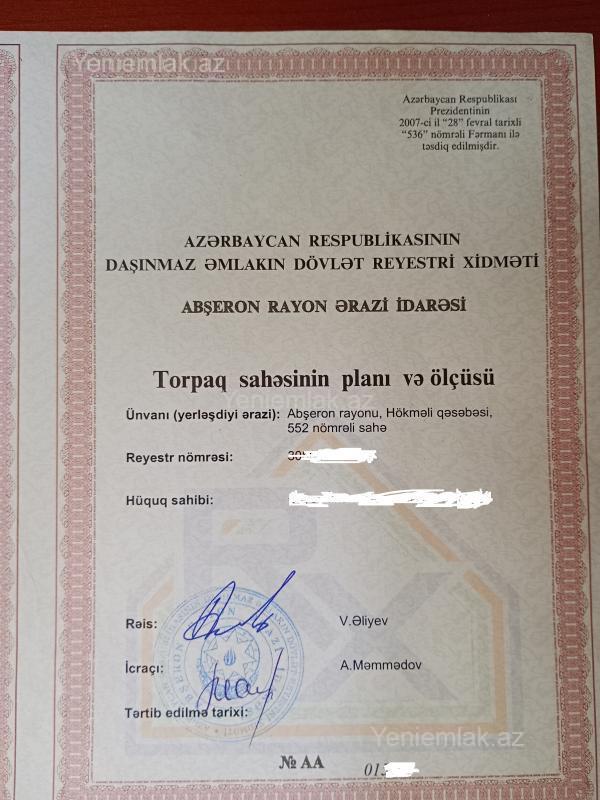 Yeniemlak.az
Azərbaycan Respublikası
Prezidentinin
2007-ci il “28” fevral tarixli
“536” nömrəli Fərmanı ilə
təsdiq edilmişdir.
AZƏRBAYCAN RESPUBLİKASININ
DAŞINMAZ ƏMLAKIN DÖVLƏT REYESTRİ XİDMƏTİ
ABŞERON RAYON ƏRAZİ İDARƏSİ
Torpaq sahəsinin planı və ölçüsü
Yeniemlak.az
Ünvanı (yerləşdiyi ərazi): Abşeron rayonu, Hökməli qəsəbəsi,
552 nömrəli sahə
Reyestr nömrəsi:
Hüquq sahibi:
Rəis: V.Əliyev
İcraçı: A.Məmmədov
Tərtib edilmə tarixi:
Yeniemlak.az
№ AA 01